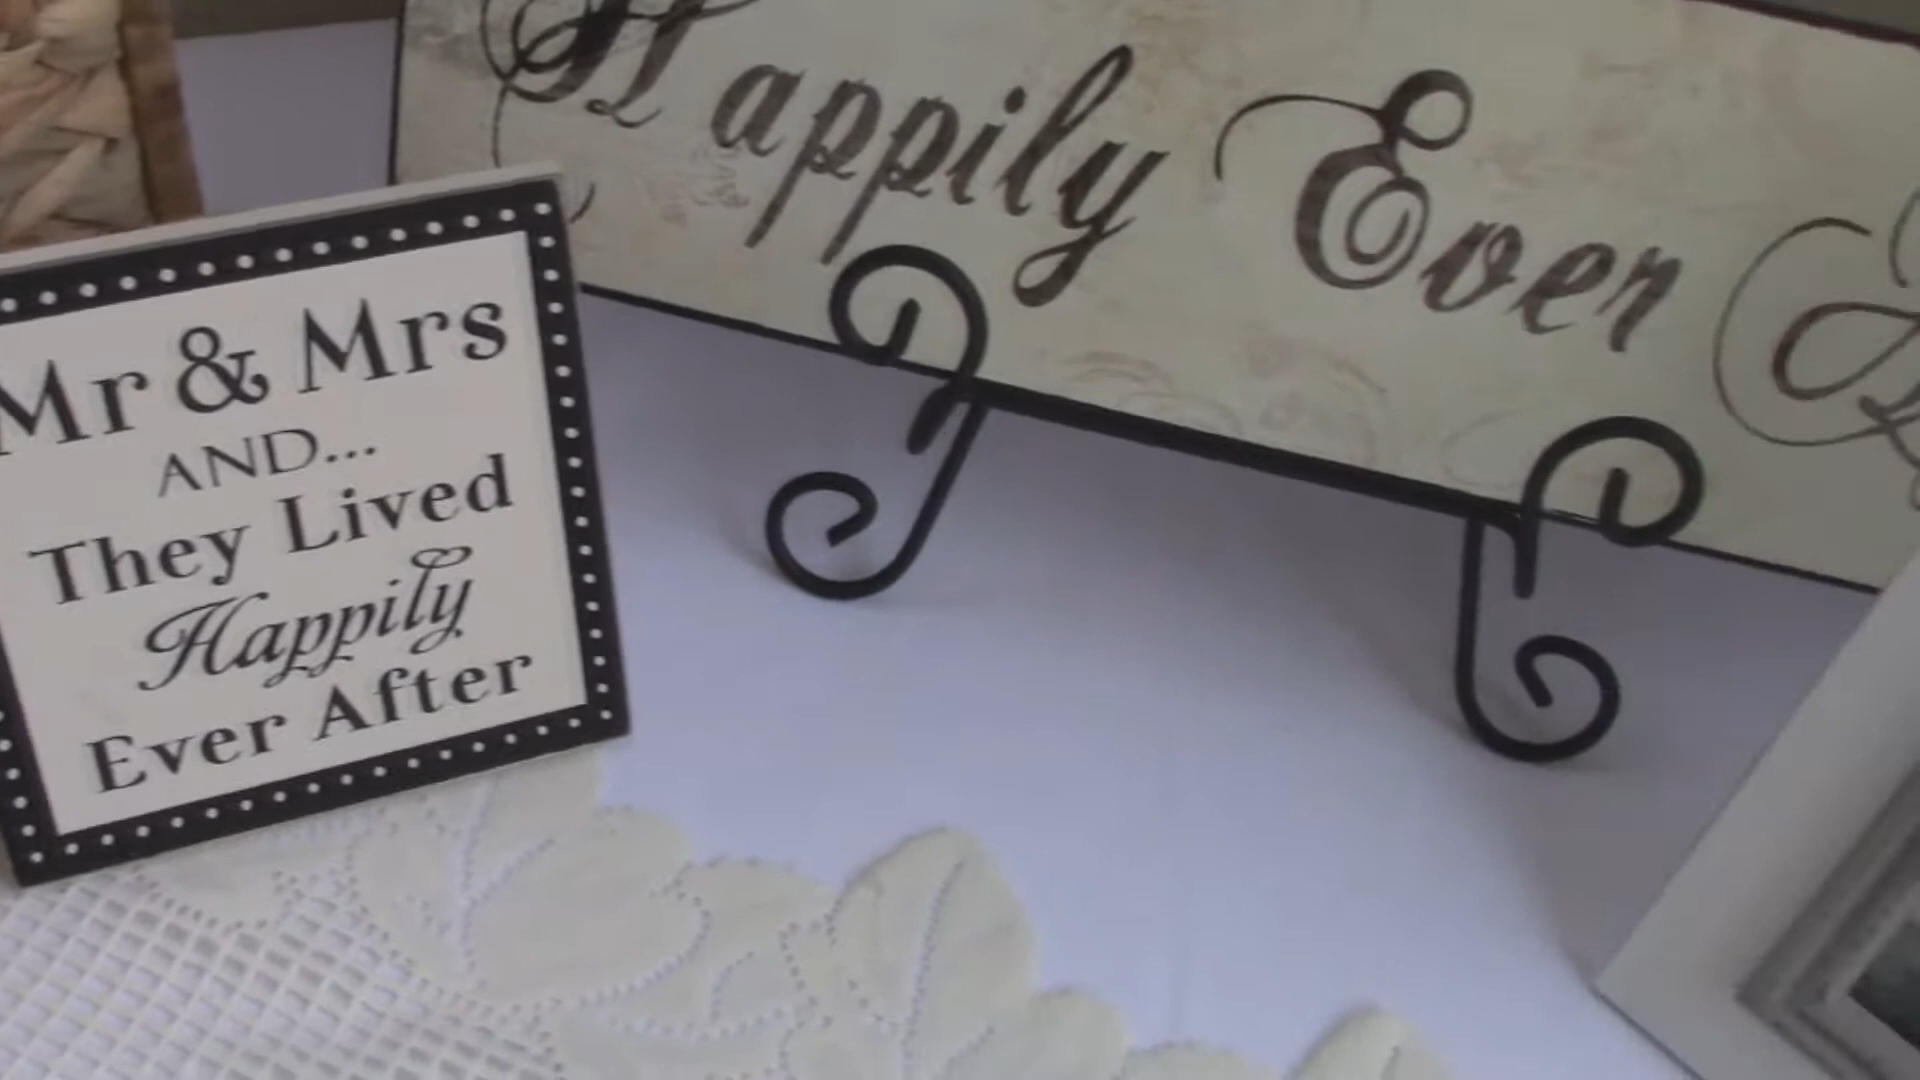 Mr & Mrs
AND...
They Lived
Happily
Ever After
Happily Ever